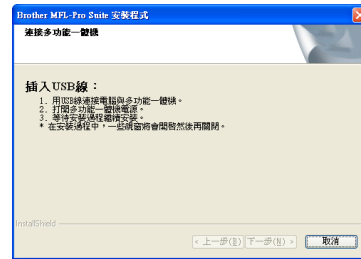 Brother MFL-Pro Suite 安裝程式
連接多功能一體機
插入USB線：
1. 用USB線連接電腦與多功能一體機。
2. 打開多功能一體機電源。
3. 等待安裝過程繼續安裝。
* 在安裝過程中，一些視窗將會開啓然後再關閉。
InstallShield
< 上一步(B) 下一步(N) > 取消